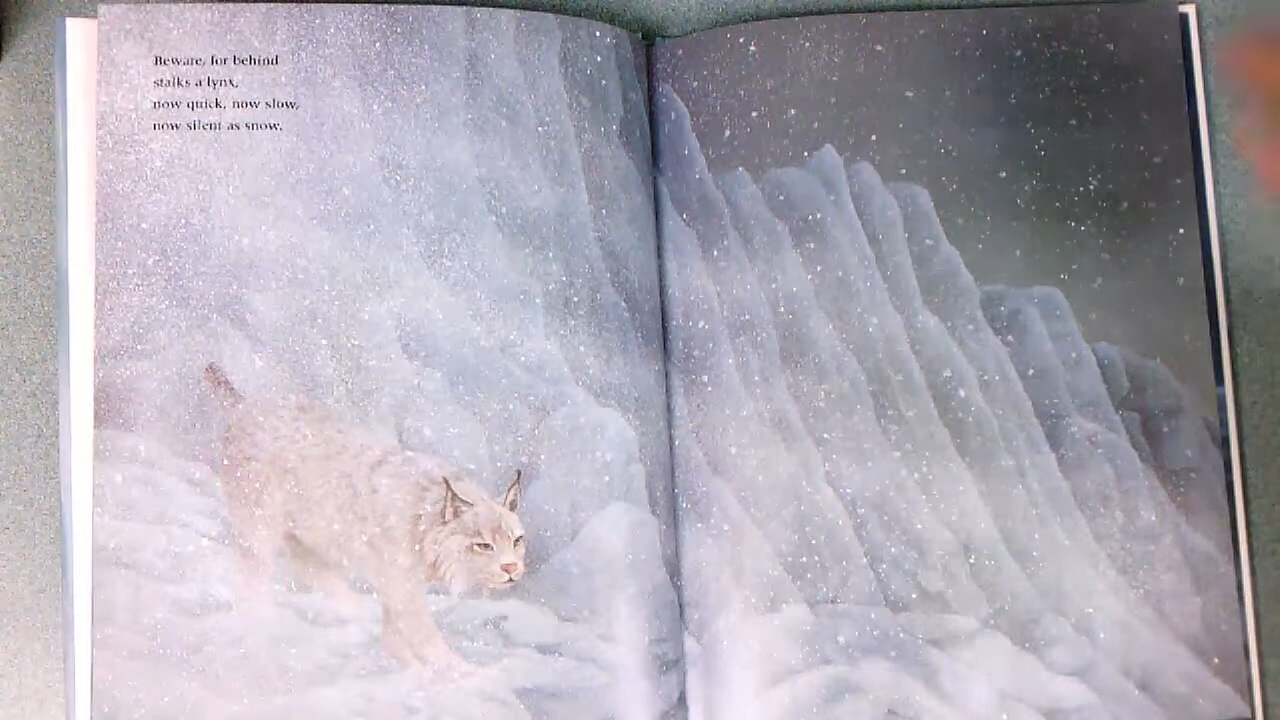 Beware, for behind
stalks a lynx,
now quick, now slow,
now silent as snow.